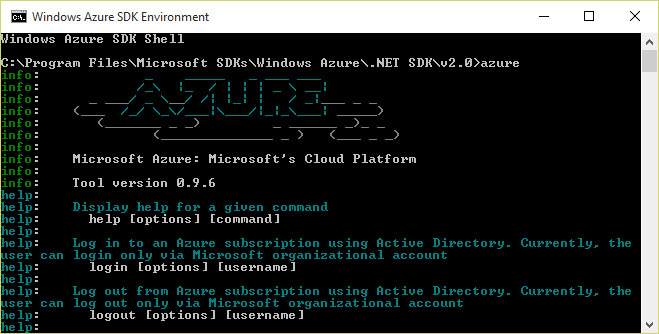 Windows Azure SDK Environment
Windows Azure SDK Shell
C:\Program Files\Microsoft SDKs\Windows Azure\.NET SDK\v2.0>azure
info:
info:
info:
info:
info:
info:
info:
info: Microsoft Azure: Microsoft's Cloud Platform
info:
info: Tool version 0.9.6
help:
help: Display help for a given command
help: help [options] [command]
help:
help: Log in to an Azure subscription using Active Directory. Currently, the
user can login only via Microsoft organizational account
help: login [options] [username]
help:
help: Log out from Azure subscription using Active Directory. Currently, the
user can log out only via Microsoft organizational account
help: logout [options] [username]
help: